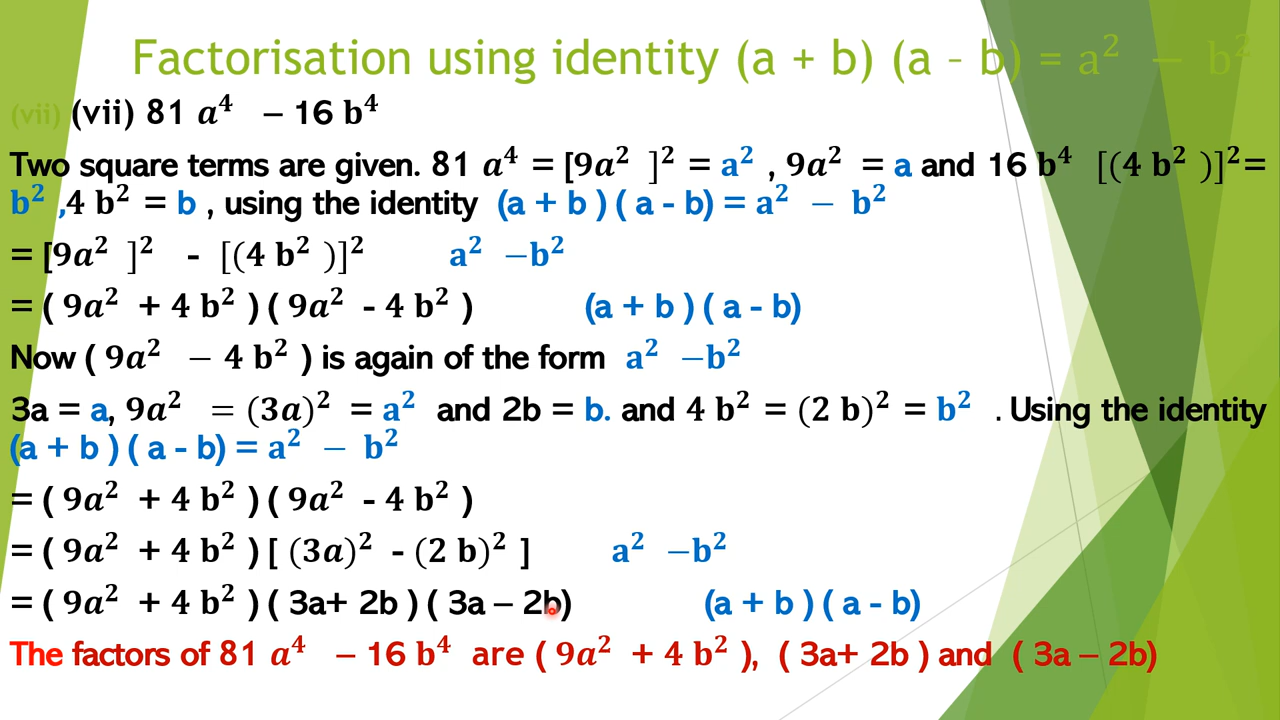 Factorisation using identity (a + b) (a – b) = a² − b²
(vii) (vii) 81 a⁴ – 16 b⁴
Two square terms are given. 81 a⁴ = [9a² ]² = a² , 9a² = a and 16 b⁴ [(4 b² )]²=
b² ,4 b² = b , using the identity (a + b ) ( a - b) = a² − b²
= [9a² ]² - [(4 b² )]² a² −b²
= ( 9a² + 4 b² ) ( 9a² - 4 b² ) (a + b ) ( a - b)
Now ( 9a² − 4 b² ) is again of the form a² −b²
3a = a, 9a² = (3a)² = a² and 2b = b. and 4 b² = (2 b)² = b² . Using the identity
(a + b ) ( a - b) = a² − b²
= ( 9a² + 4 b² ) ( 9a² - 4 b² )
= ( 9a² + 4 b² ) [ (3a)² - (2 b)² ] a² −b²
= ( 9a² + 4 b² ) ( 3a+ 2b ) ( 3a – 2b) (a + b ) ( a - b)
The factors of 81 a⁴ – 16 b⁴ are ( 9a² + 4 b² ), ( 3a+ 2b ) and ( 3a – 2b)